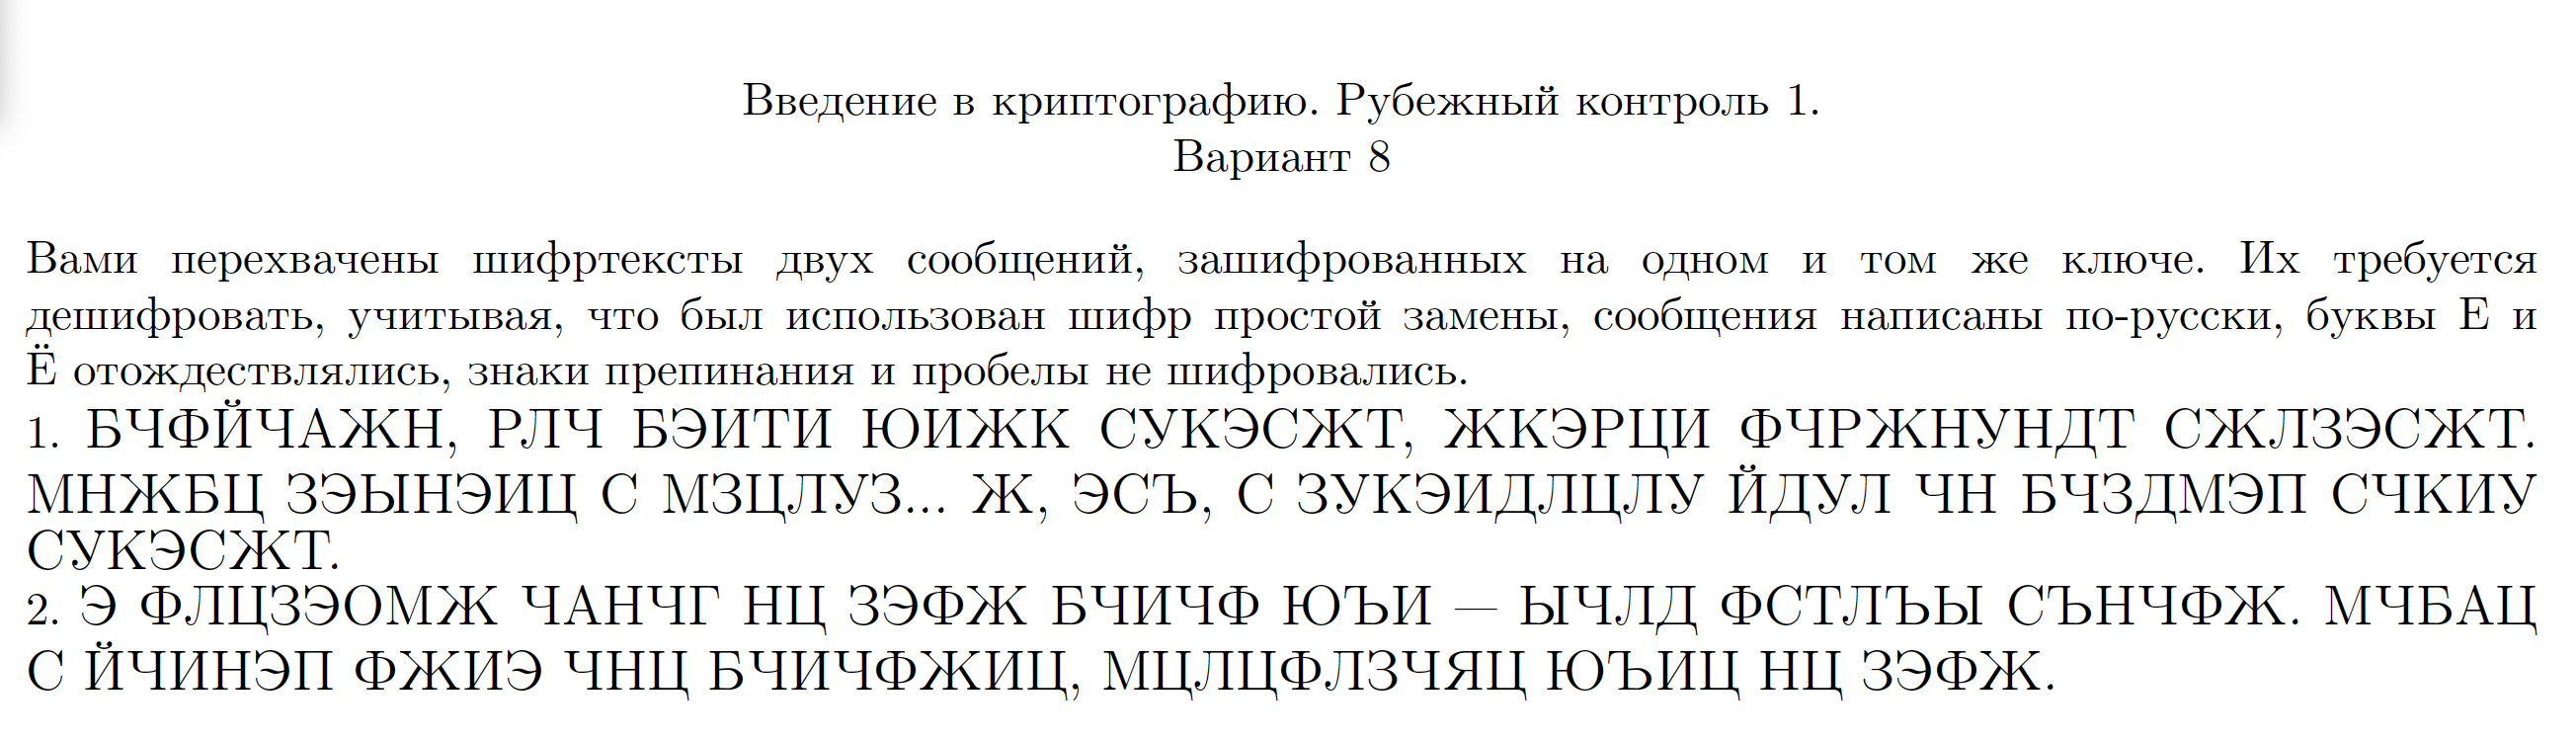 Введение в криптографию. Рубежный контроль 1.
Вариант 8
Вами перехвачены шифртексты двух сообщений, зашифрованных на одном и том же ключе. Их требуется
дешифровать, учитывая, что был использован шифр простой замены, сообщения написаны по-русски, буквы Е и
Ё отождествлялись, знаки препинания и пробелы не шифровались.
1. БЧФЙЧАЖН, РЛЧ БЭИТИ ЮИЖК СУКЭСЖТ, ЖКЭРЦИ ФЧРЖНУНДТ СЖЛЗЭСЖТ.
МНЖБЦ ЗЭЫНЭИЦ С МЗЦЛУЗ... Ж, ЭСЪ, С ЗУКЭИДЛЦЛУ ЙДУЛ ЧН БЧЗДМЭП СЧКИУ
СУКЭСЖТ.
2. Э ФЛЦЗЭОМЖ ЧАНЧГ НЦ ЗЭФЖ БЧИЧФ ЮЪИ — ЫЧЛД ФСТЛЪЫ СЪНЧФЖ. МЧБАЦ
С ЙЧИНЭП ФЖИЭ ЧНЦ БЧИЧФЖИЦ, МЦЛЦФЛЗЧЯЦ ЮЪИЦ НЦ ЗЭФЖ.